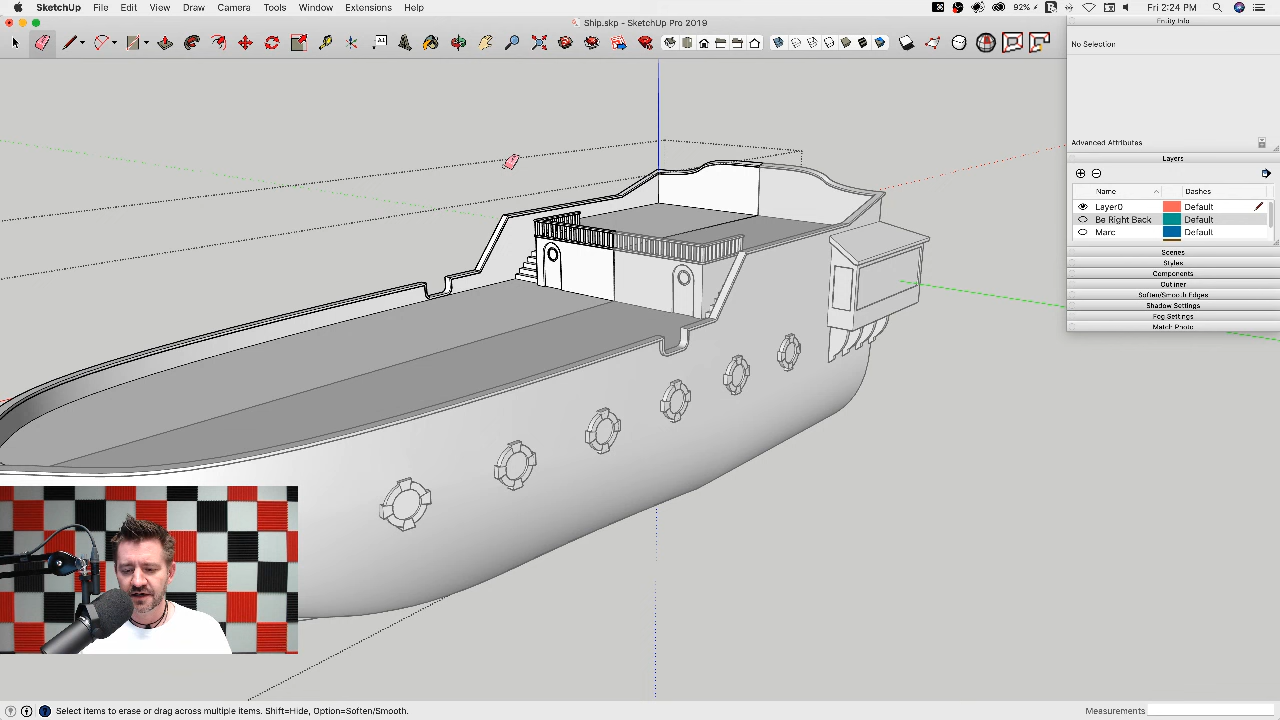 SketchUp File Edit View Draw Camera Tools Window Extensions Help 92% Fri 2:24 PM
Ship.skp - SketchUp Pro 2019
Entity Info
No Selection
Advanced Attributes
Layers
Name Dashes
Layer0 Default
Be Right Back Default
Marc Default
Scenes
Styles
Components
Outliner
Soften/Smooth Edges
Shadow Settings
Fog Settings
Match Photo
Select items to erase or drag across multiple items. Shift=Hide, Option=Soften/Smooth. Measurements